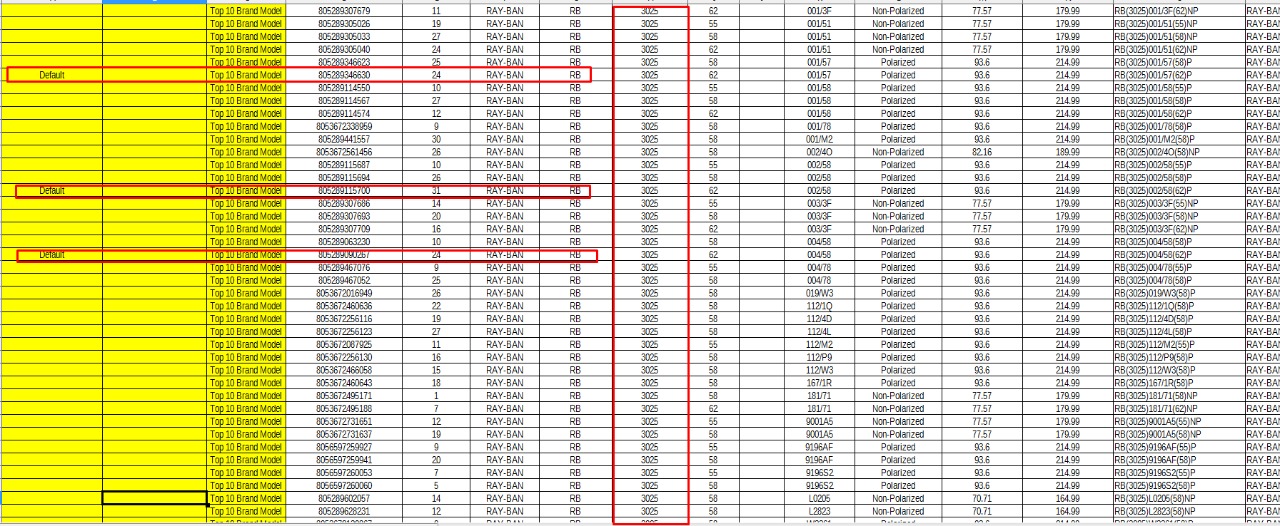 Top 10 Brand Model 805289307679 11 RAY-BAN RB 3025 62 001/3F Non-Polarized 77.57 179.99 RB(3025)001/3F(62)NP RAY-BAN
Top 10 Brand Model 805289305026 19 RAY-BAN RB 3025 55 001/51 Non-Polarized 77.57 179.99 RB(3025)001/51(55)NP RAY-BAN
Top 10 Brand Model 805289305033 27 RAY-BAN RB 3025 58 001/51 Non-Polarized 77.57 179.99 RB(3025)001/51(58)NP RAY-BAN
Top 10 Brand Model 805289305040 24 RAY-BAN RB 3025 62 001/51 Non-Polarized 77.57 179.99 RB(3025)001/51(62)NP RAY-BAN
Top 10 Brand Model 805289346623 25 RAY-BAN RB 3025 58 001/57 Polarized 93.6 214.99 RB(3025)001/57(58)P RAY-BAN
Default Top 10 Brand Model 805289346630 24 RAY-BAN RB 3025 62 001/57 Polarized 93.6 214.99 RB(3025)001/57(62)P RAY-BAN
Top 10 Brand Model 805289114550 10 RAY-BAN RB 3025 55 001/58 Polarized 93.6 214.99 RB(3025)001/58(55)P RAY-BAN
Top 10 Brand Model 805289114567 27 RAY-BAN RB 3025 58 001/58 Polarized 93.6 214.99 RB(3025)001/58(58)P RAY-BAN
Top 10 Brand Model 805289114574 12 RAY-BAN RB 3025 62 001/58 Polarized 93.6 214.99 RB(3025)001/58(62)P RAY-BAN
Top 10 Brand Model 8053672338959 9 RAY-BAN RB 3025 58 001/78 Polarized 93.6 214.99 RB(3025)001/78(58)P RAY-BAN
Top 10 Brand Model 805289441557 30 RAY-BAN RB 3025 58 001/M2 Polarized 93.6 214.99 RB(3025)001/M2(58)P RAY-BAN
Top 10 Brand Model 8053672561456 26 RAY-BAN RB 3025 58 002/4O Non-Polarized 82.16 189.99 RB(3025)002/4O(58)NP RAY-BAN
Top 10 Brand Model 805289115687 10 RAY-BAN RB 3025 55 002/58 Polarized 93.6 214.99 RB(3025)002/58(55)P RAY-BAN
Top 10 Brand Model 805289115694 26 RAY-BAN RB 3025 58 002/58 Polarized 93.6 214.99 RB(3025)002/58(58)P RAY-BAN
Default Top 10 Brand Model 805289115700 31 RAY-BAN RB 3025 62 002/58 Polarized 93.6 214.99 RB(3025)002/58(62)P RAY-BAN
Top 10 Brand Model 805289307686 14 RAY-BAN RB 3025 55 003/3F Non-Polarized 77.57 179.99 RB(3025)003/3F(55)NP RAY-BAN
Top 10 Brand Model 805289307693 20 RAY-BAN RB 3025 58 003/3F Non-Polarized 77.57 179.99 RB(3025)003/3F(58)NP RAY-BAN
Top 10 Brand Model 805289307709 16 RAY-BAN RB 3025 62 003/3F Non-Polarized 77.57 179.99 RB(3025)003/3F(62)NP RAY-BAN
Top 10 Brand Model 805289063230 10 RAY-BAN RB 3025 58 004/58 Polarized 93.6 214.99 RB(3025)004/58(58)P RAY-BAN
Default Top 10 Brand Model 805289090267 24 RAY-BAN RB 3025 62 004/58 Polarized 93.6 214.99 RB(3025)004/58(62)P RAY-BAN
Top 10 Brand Model 805289467076 9 RAY-BAN RB 3025 55 004/78 Polarized 93.6 214.99 RB(3025)004/78(55)P RAY-BAN
Top 10 Brand Model 805289467052 25 RAY-BAN RB 3025 58 004/78 Polarized 93.6 214.99 RB(3025)004/78(58)P RAY-BAN
Top 10 Brand Model 8053672016949 26 RAY-BAN RB 3025 58 019/W3 Polarized 93.6 214.99 RB(3025)019/W3(58)P RAY-BAN
Top 10 Brand Model 8053672460636 22 RAY-BAN RB 3025 58 112/1Q Polarized 93.6 214.99 RB(3025)112/1Q(58)P RAY-BAN
Top 10 Brand Model 8053672256116 19 RAY-BAN RB 3025 58 112/4D Polarized 93.6 214.99 RB(3025)112/4D(58)P RAY-BAN
Top 10 Brand Model 8053672256123 27 RAY-BAN RB 3025 58 112/4L Polarized 93.6 214.99 RB(3025)112/4L(58)P RAY-BAN
Top 10 Brand Model 8053672087925 11 RAY-BAN RB 3025 55 112/M2 Polarized 93.6 214.99 RB(3025)112/M2(55)P RAY-BAN
Top 10 Brand Model 8053672256130 16 RAY-BAN RB 3025 58 112/P9 Polarized 93.6 214.99 RB(3025)112/P9(58)P RAY-BAN
Top 10 Brand Model 8053672466058 15 RAY-BAN RB 3025 58 112/W3 Polarized 93.6 214.99 RB(3025)112/W3(58)P RAY-BAN
Top 10 Brand Model 8053672460643 18 RAY-BAN RB 3025 58 167/1R Polarized 93.6 214.99 RB(3025)167/1R(58)P RAY-BAN
Top 10 Brand Model 8053672495171 1 RAY-BAN RB 3025 58 181/71 Non-Polarized 77.57 179.99 RB(3025)181/71(58)NP RAY-BAN
Top 10 Brand Model 8053672495188 7 RAY-BAN RB 3025 62 181/71 Non-Polarized 77.57 179.99 RB(3025)181/71(62)NP RAY-BAN
Top 10 Brand Model 8053672731651 12 RAY-BAN RB 3025 55 9001A5 Non-Polarized 77.57 179.99 RB(3025)9001A5(55)NP RAY-BAN
Top 10 Brand Model 8053672731637 19 RAY-BAN RB 3025 58 9001A5 Non-Polarized 77.57 179.99 RB(3025)9001A5(58)NP RAY-BAN
Top 10 Brand Model 8056597259927 9 RAY-BAN RB 3025 55 9196AF Polarized 93.6 214.99 RB(3025)9196AF(55)P RAY-BAN
Top 10 Brand Model 8056597259941 20 RAY-BAN RB 3025 58 9196AF Polarized 93.6 214.99 RB(3025)9196AF(58)P RAY-BAN
Top 10 Brand Model 8056597260053 7 RAY-BAN RB 3025 55 9196S2 Polarized 93.6 214.99 RB(3025)9196S2(55)P RAY-BAN
Top 10 Brand Model 8056597260060 5 RAY-BAN RB 3025 58 9196S2 Polarized 93.6 214.99 RB(3025)9196S2(58)P RAY-BAN
Top 10 Brand Model 805289602057 14 RAY-BAN RB 3025 58 L0205 Non-Polarized 70.71 164.99 RB(3025)L0205(58)NP RAY-BAN
Top 10 Brand Model 805289628231 12 RAY-BAN RB 3025 58 L2823 Non-Polarized 70.71 164.99 RB(3025)L2823(58)NP RAY-BAN